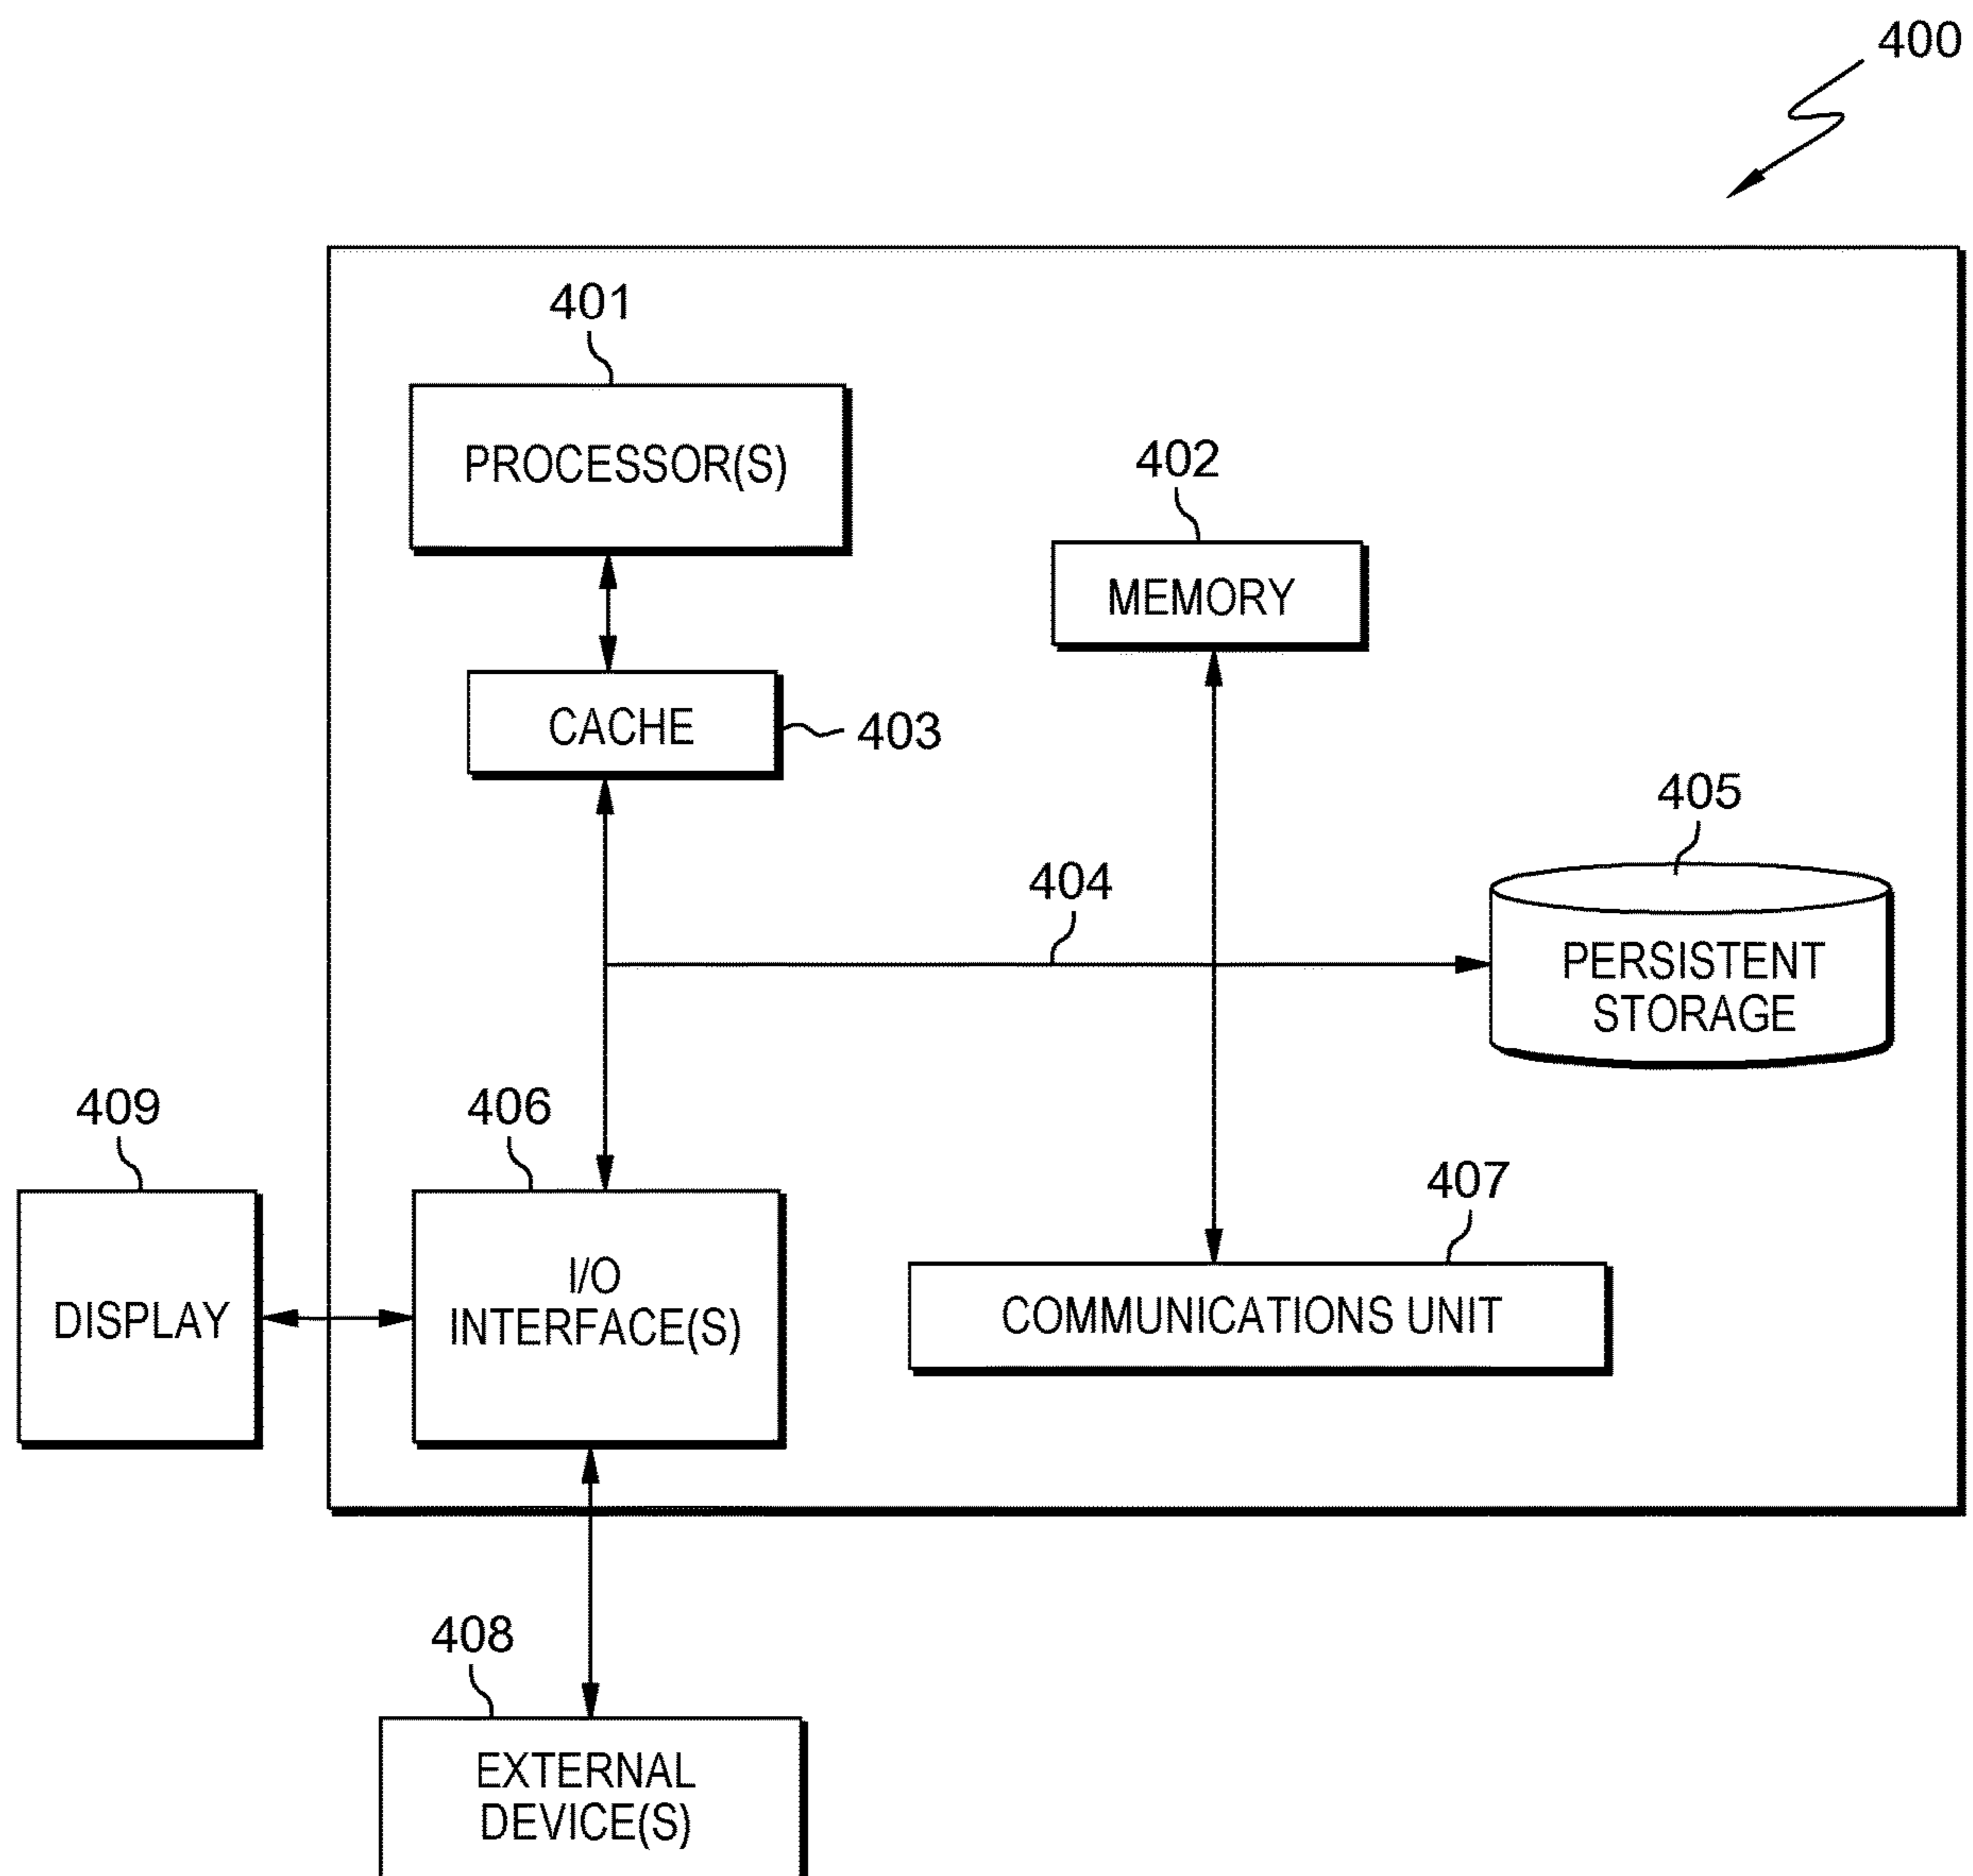 400
401
PROCESSOR(S)
402
MEMORY
CACHE
403
405
404
PERSISTENT
STORAGE
409
406
407
DISPLAY
I/O
INTERFACE(S)
COMMUNICATIONS UNIT
408
EXTERNAL
DEVICE(S)